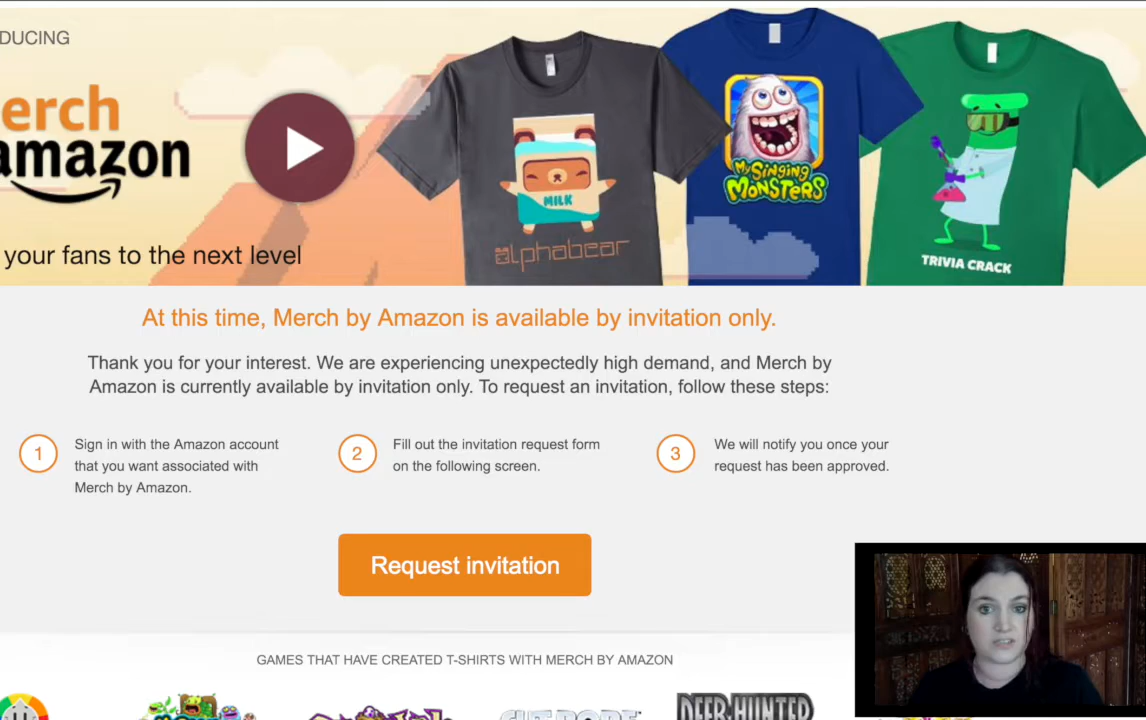 DUCING
erch
amazon
your fans to the next level
MILK
alphabear
My Singing
Monsters
TRIVIA CRACK
At this time, Merch by Amazon is available by invitation only.
Thank you for your interest. We are experiencing unexpectedly high demand, and Merch by
Amazon is currently available by invitation only. To request an invitation, follow these steps:
1
Sign in with the Amazon account
that you want associated with
Merch by Amazon.
2
Fill out the invitation request form
on the following screen.
3
We will notify you once your
request has been approved.
Request invitation
GAMES THAT HAVE CREATED T-SHIRTS WITH MERCH BY AMAZON
DEER HUNTER